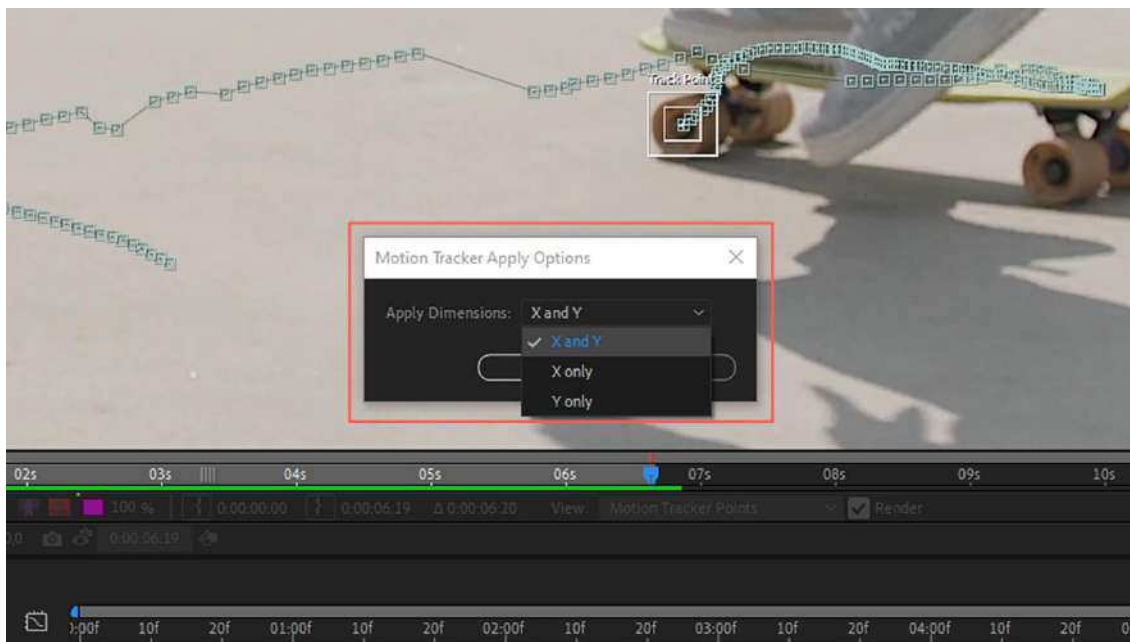 Track Point 1
Motion Tracker Apply Options
Apply Dimensions: X and Y
X and Y
X only
Y only
02s 03s 04s 05s 06s 07s 08s 09s 10s
100 % 0:00:00:00 0:00:06:19 Δ 0:00:06:20 View: Motion Tracker Points Render
0:00:06:19
0:00f 10f 20f 01:00f 10f 20f 02:00f 10f 20f 03:00f 10f 20f 04:00f 10f 20f